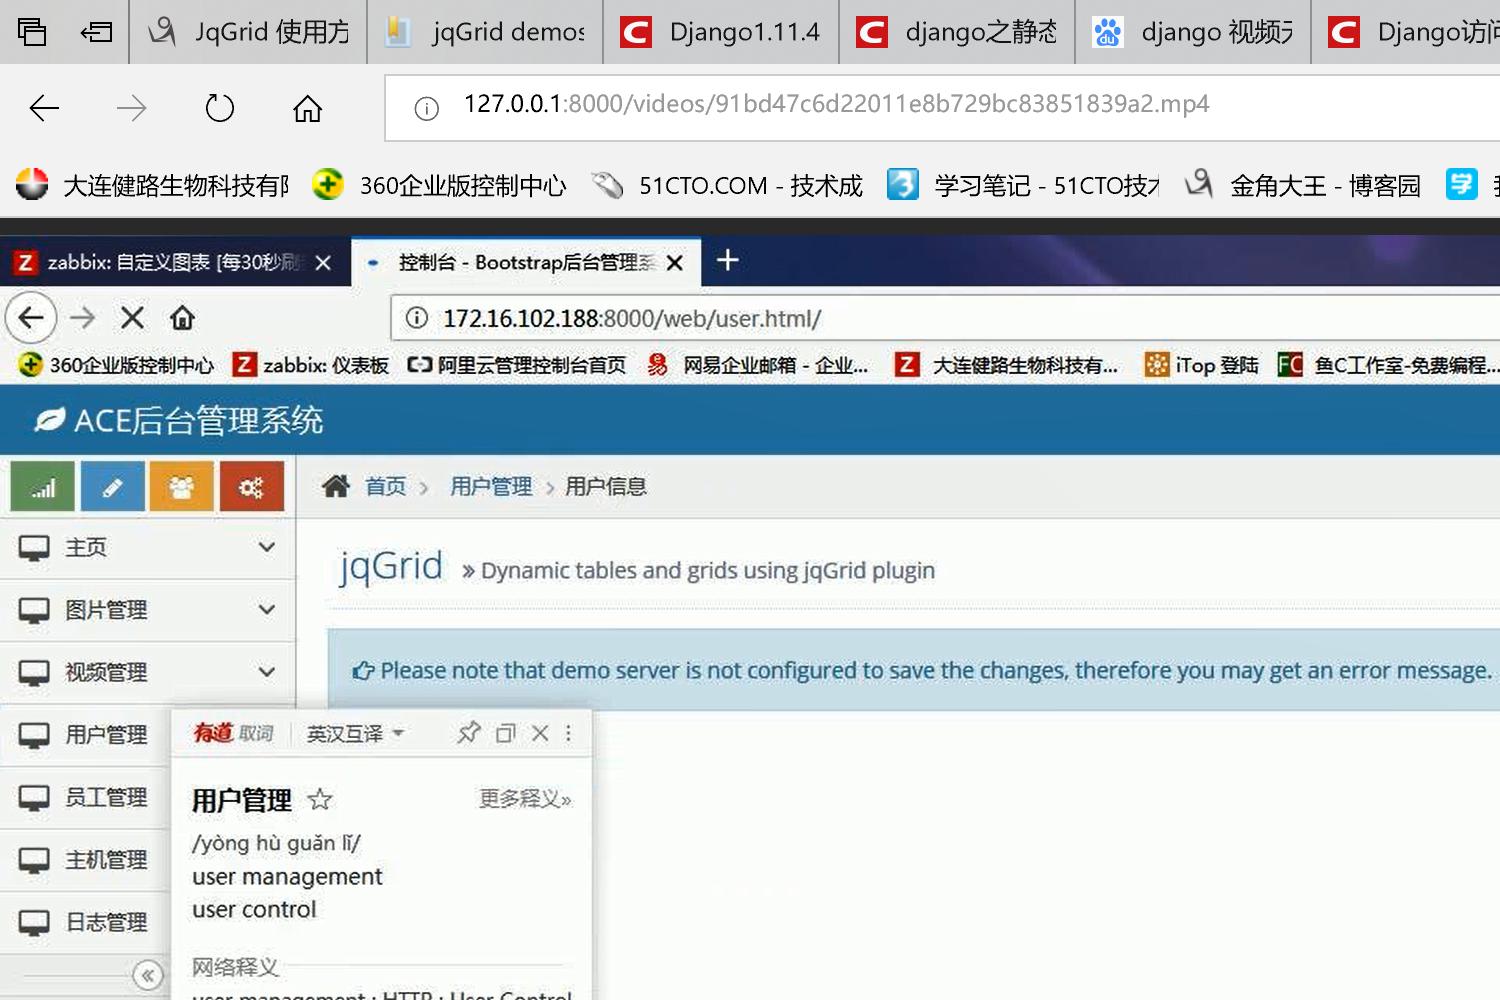 JqGrid 使用方
jqGrid demos
Django1.11.4
django之静态
django 视频
Django访问
127.0.0.1:8000/videos/91bd47c6d22011e8b729bc83851839a2.mp4
大连健路生物科技有限
360企业版控制中心
51CTO.COM - 技术成
学习笔记 - 51CTO技术
金角大王 - 博客园
学
zabbix: 自定义图表 [每30秒刷
控制台 - Bootstrap后台管理系
172.16.102.188:8000/web/user.html/
360企业版控制中心
zabbix: 仪表板
阿里云管理控制台首页
网易企业邮箱 - 企业...
大连健路生物科技有...
iTop 登陆
鱼C工作室-免费编程...
ACE后台管理系统
首页 > 用户管理 > 用户信息
主页
图片管理
视频管理
用户管理
员工管理
主机管理
日志管理
jqGrid » Dynamic tables and grids using jqGrid plugin
Please note that demo server is not configured to save the changes, therefore you may get an error message.
有道 取词 英汉互译
用户管理 更多释义»
/yòng hù guǎn lǐ/
user management
user control
网络释义
user management : HTTP : User Control